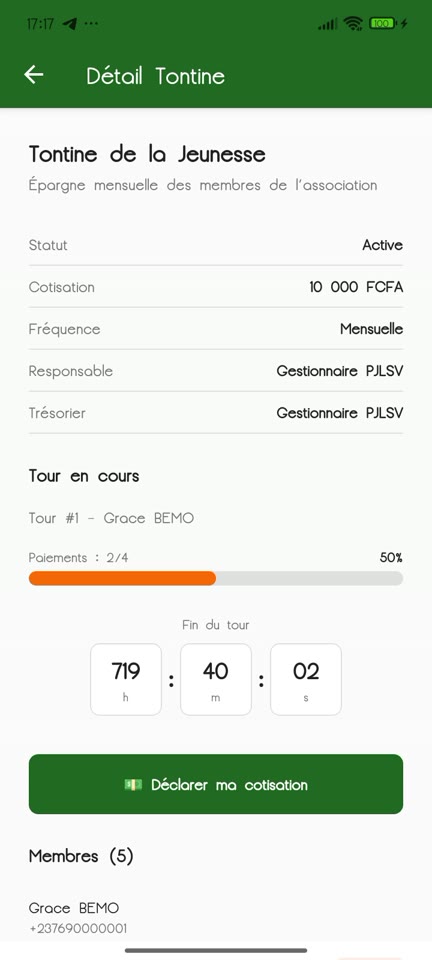 17:17 ...
100
Détail Tontine
Tontine de la Jeunesse
Épargne mensuelle des membres de l'association
Statut Active
Cotisation 10 000 FCFA
Fréquence Mensuelle
Responsable Gestionnaire PJLSV
Trésorier Gestionnaire PJLSV
Tour en cours
Tour #1 - Grace BEMO
Paiements : 2/4 50%
Fin du tour
719 : 40 : 02
h m s
Déclarer ma cotisation
Membres (5)
Grace BEMO
+237690000001